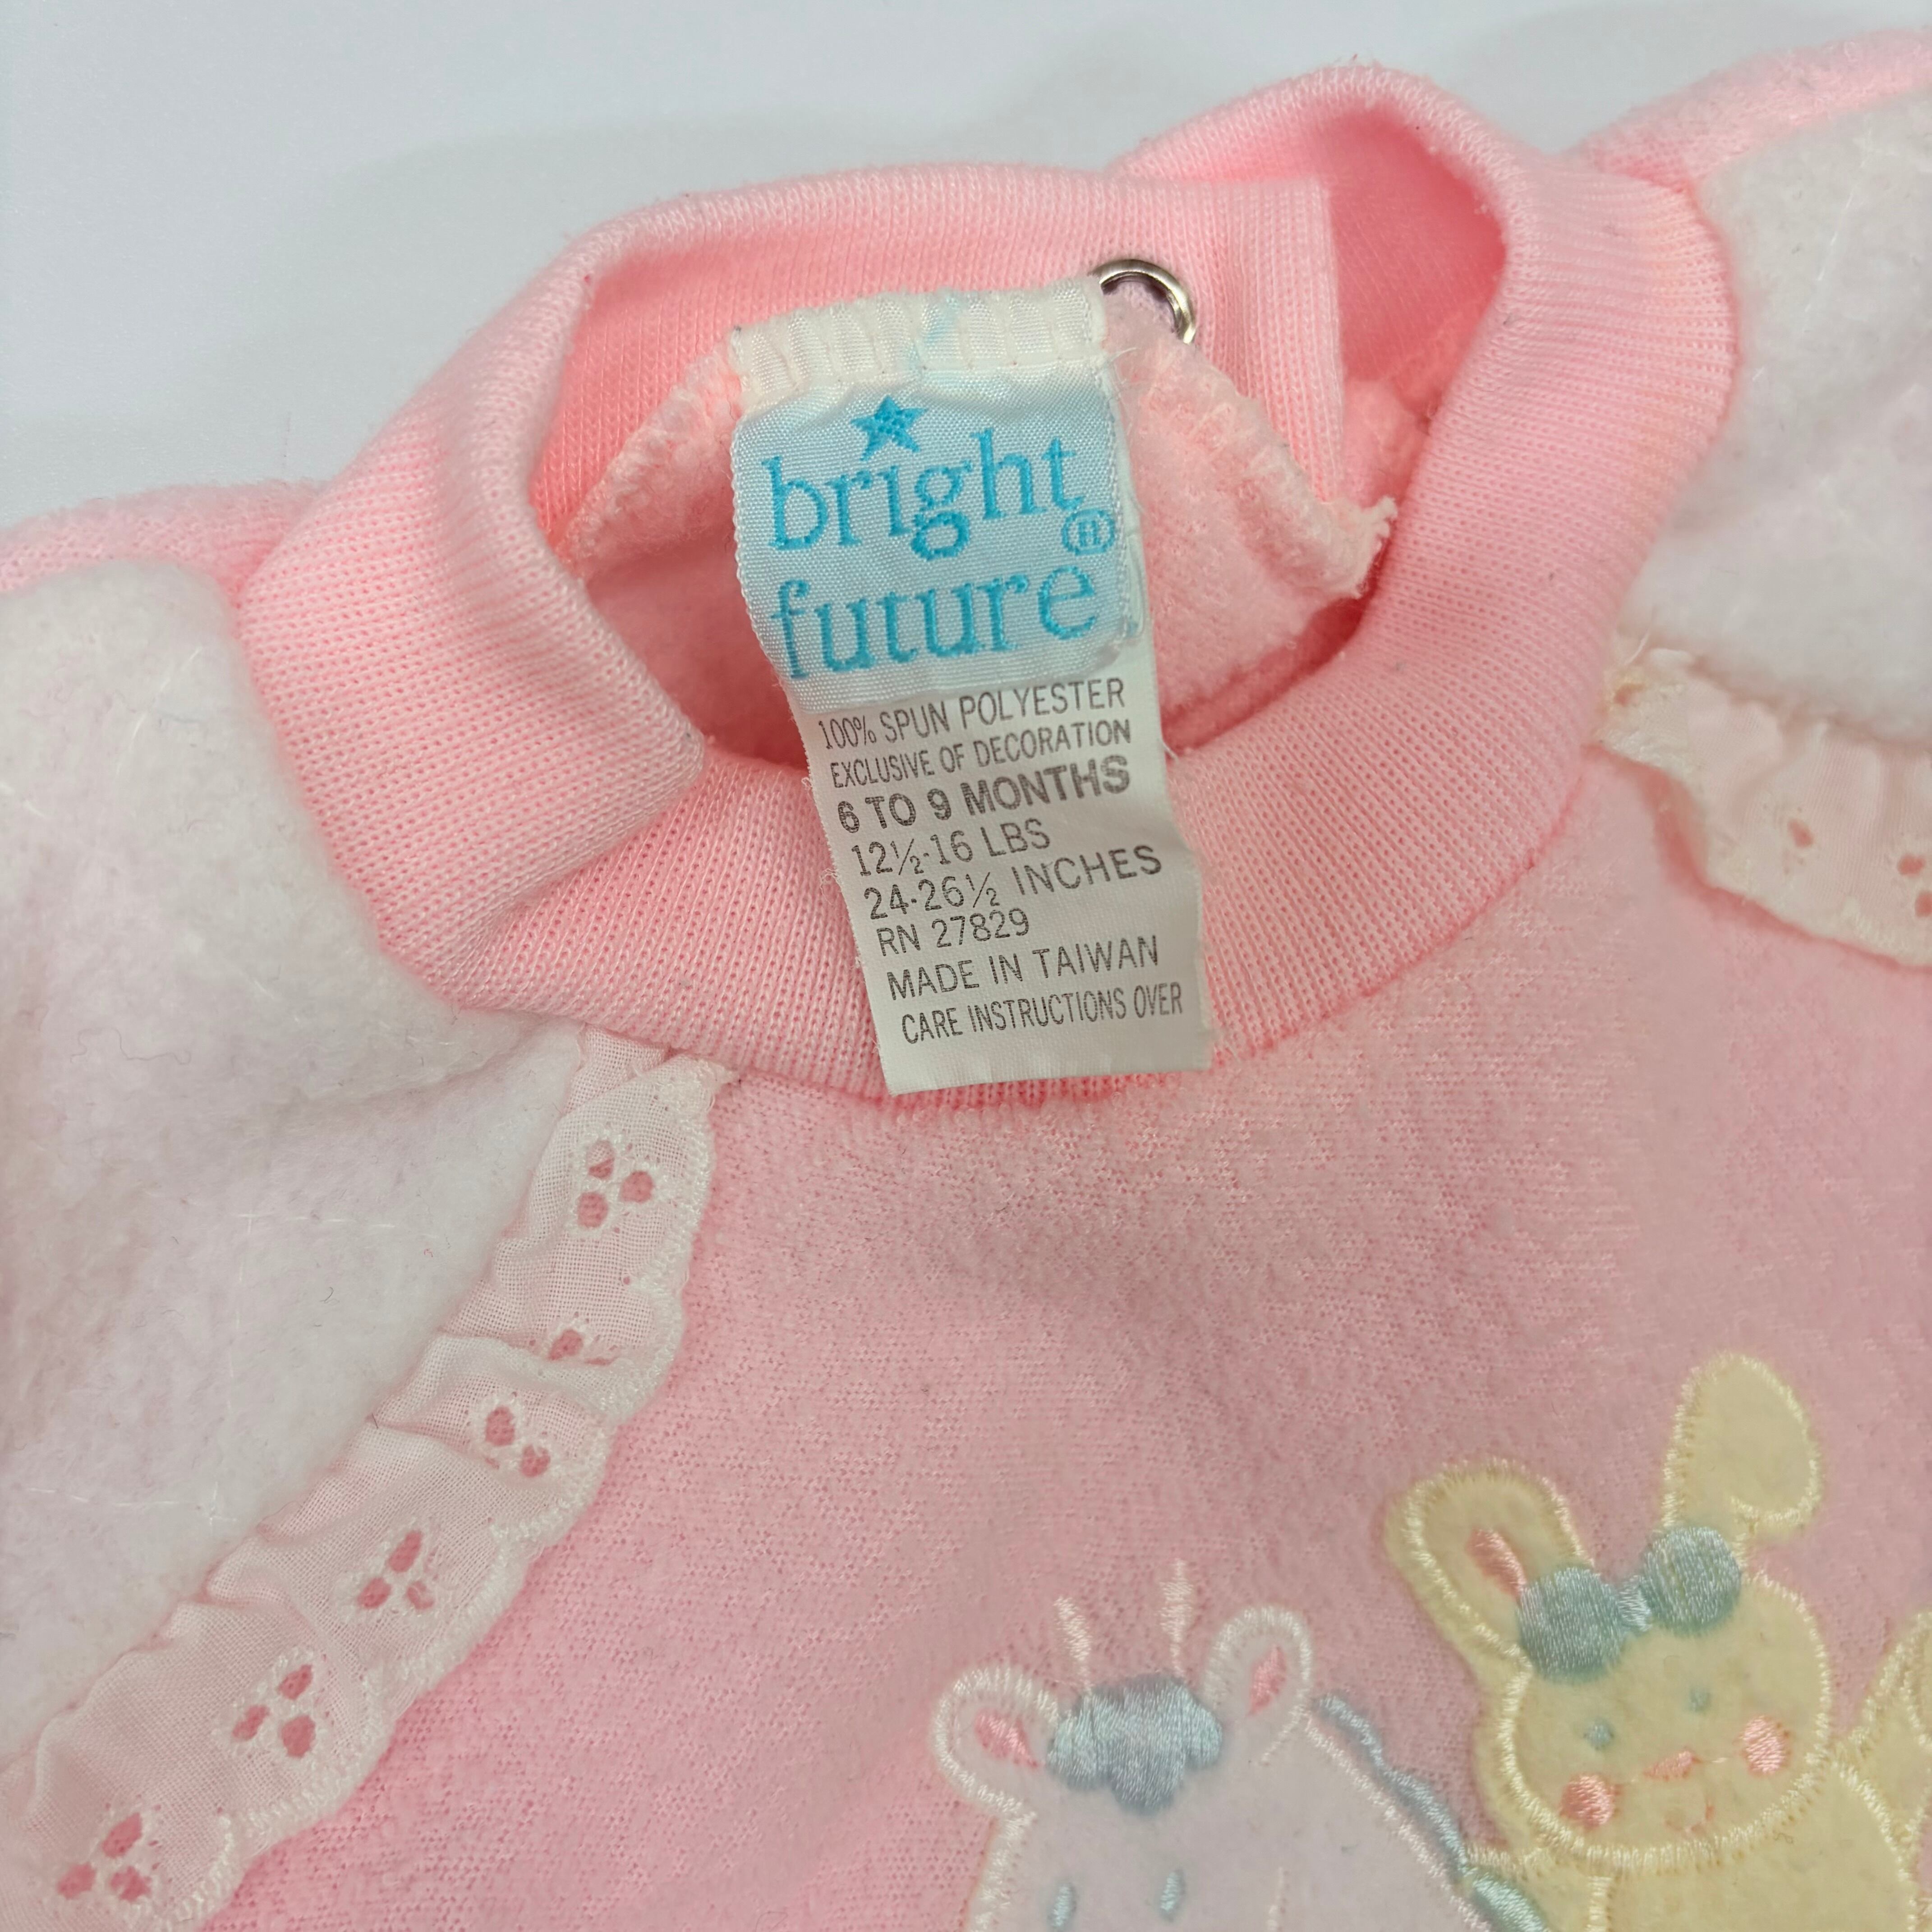 bright
future®
100% SPUN POLYESTER
EXCLUSIVE OF DECORATION
6 TO 9 MONTHS
12½-16 LBS
24-26½ INCHES
RN 27829
MADE IN TAIWAN
CARE INSTRUCTIONS OVER